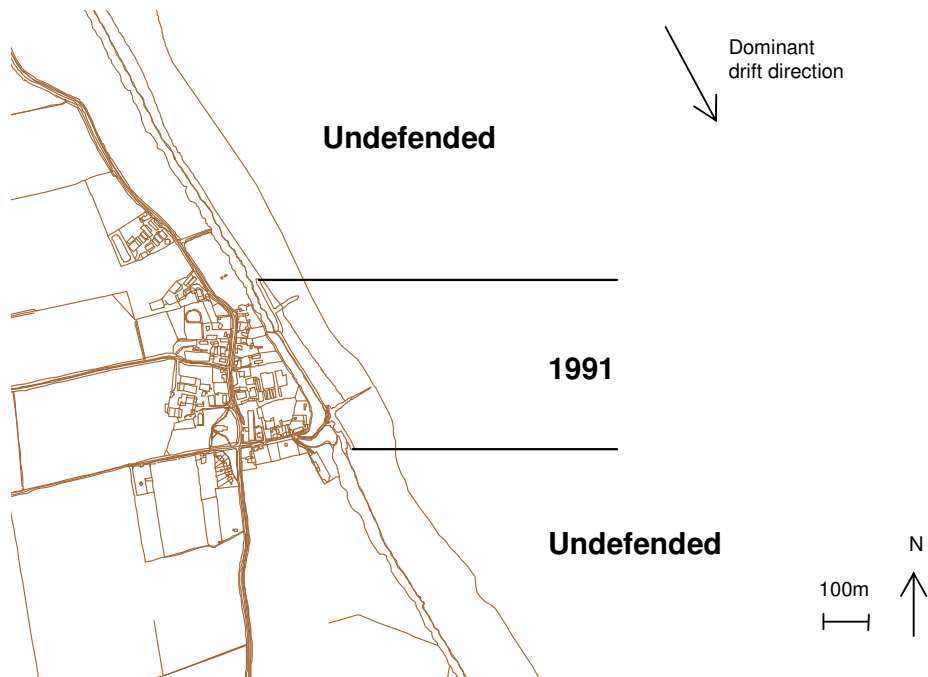 Dominant
drift direction
Undefended
1991
Undefended
N
100m